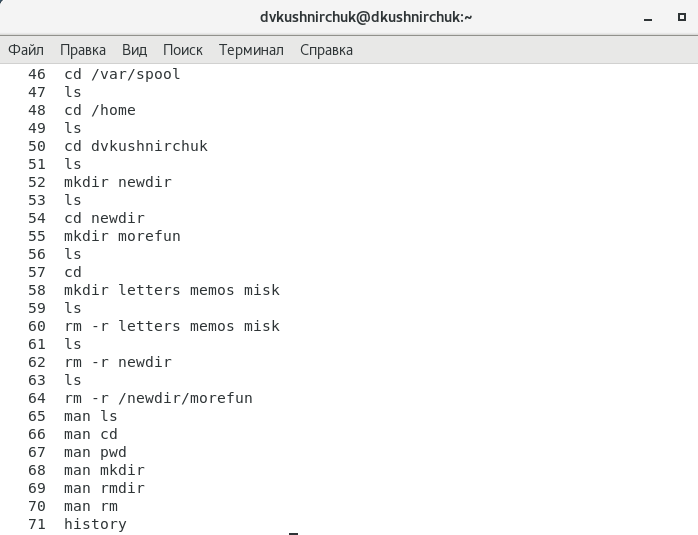 dvkushnirchuk@dkushnirchuk:~
Файл Правка Вид Поиск Терминал Справка
46 cd /var/spool
47 ls
48 cd /home
49 ls
50 cd dvkushnirchuk
51 ls
52 mkdir newdir
53 ls
54 cd newdir
55 mkdir morefun
56 ls
57 cd
58 mkdir letters memos misk
59 ls
60 rm -r letters memos misk
61 ls
62 rm -r newdir
63 ls
64 rm -r /newdir/morefun
65 man ls
66 man cd
67 man pwd
68 man mkdir
69 man rmdir
70 man rm
71 history